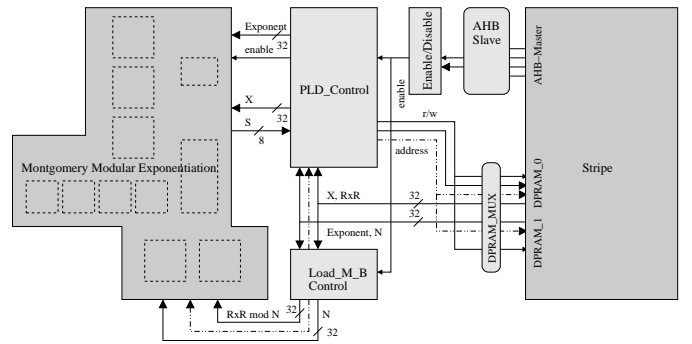 Exponent
32
enable
X
32
S
8
Montgomery Modular Exponentiation
PLD_Control
Enable/Disable
AHB
Slave
AHB-Master
enable
r/w
address
Stripe
DPRAM_0
DPRAM_1
DPRAM_MUX
X, RxR
32
32
Exponent, N
Load_M_B
Control
RxR mod N
32
N
32